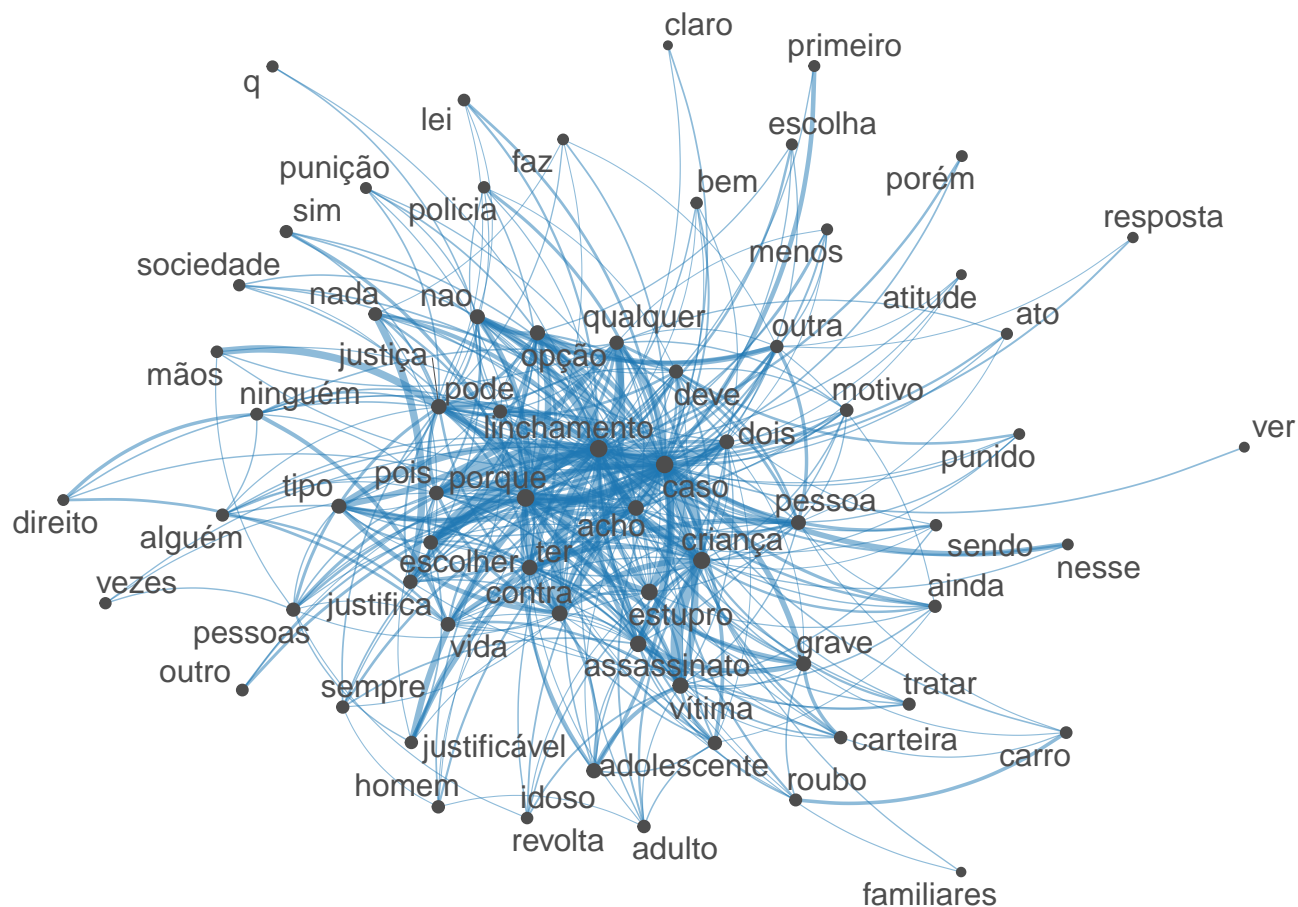 claro
primeiro
q
lei
escolha
faz
porém
punição
bem
policia
sim
resposta
menos
sociedade
nada
nao
qualquer
atitude
ato
outra
justiça
opção
mãos
ninguém
pode
deve
motivo
linchamento
dois
ver
punido
pois
porque
caso
tipo
pessoa
direito
alguém
acho
criança
sendo
nesse
escolher
ter
vezes
justifica
contra
estupro
ainda
pessoas
vida
grave
outro
assassinato
sempre
tratar
vítima
justificável
adolescente
carteira
carro
homem
idoso
roubo
revolta
adulto
familiares